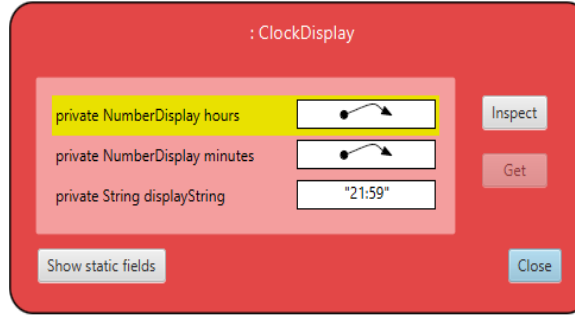 : ClockDisplay
private NumberDisplay hours
Inspect
private NumberDisplay minutes
Get
private String displayString "21:59"
Show static fields
Close